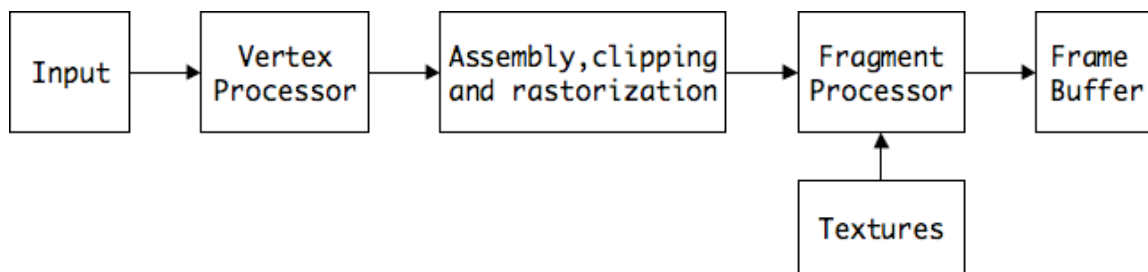 Input
Vertex
Processor
Assembly,clipping
and rastorization
Fragment
Processor
Frame
Buffer
Textures